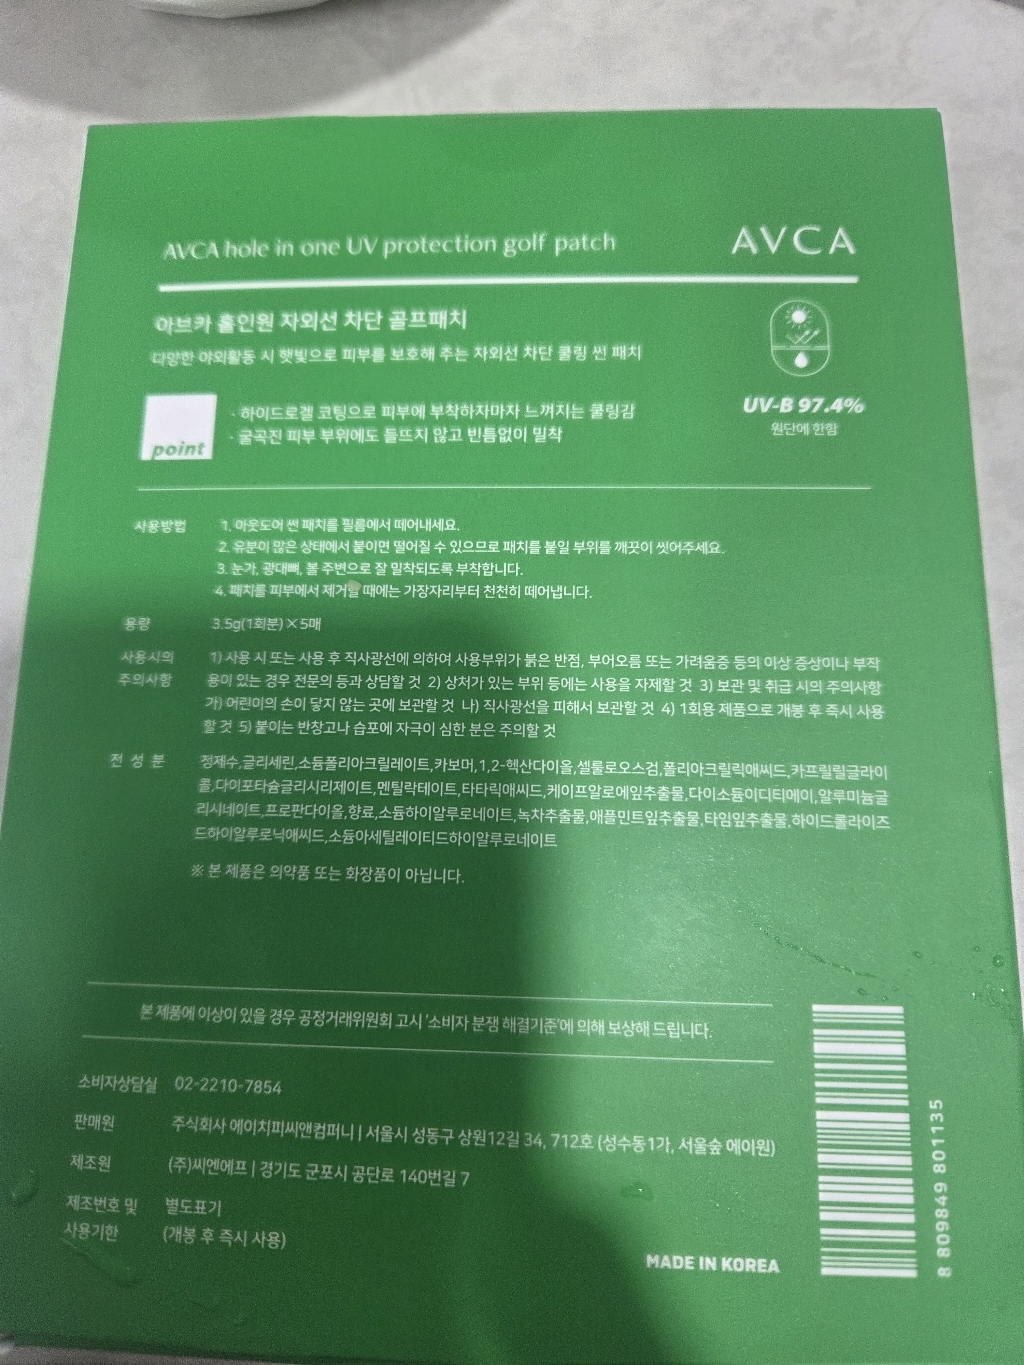 AVCA hole in one UV protection golf patch
AVCA
아브카 홀인원 자외선 차단 골프패치
다양한 야외활동 시 햇빛으로 피부를 보호해 주는 자외선 차단 쿨링 썬 패치
UV-B 97.4%
원단에 한함
point
· 하이드로겔 코팅으로 피부에 부착하자마자 느껴지는 쿨링감
· 굴곡진 피부 부위에도 들뜨지 않고 빈틈없이 밀착
사용방법 1. 아웃도어 썬 패치를 필름에서 떼어내세요.
2. 유분이 많은 상태에서 붙이면 떨어질 수 있으므로 패치를 붙일 부위를 깨끗이 씻어주세요.
3. 눈가, 광대뼈, 볼 주변으로 잘 밀착되도록 부착합니다.
4. 패치를 피부에서 제거할 때에는 가장자리부터 천천히 떼어냅니다.
용량 3.5g(1회분)×5매
사용시의 1) 사용 시 또는 사용 후 직사광선에 의하여 사용부위가 붉은 반점, 부어오름 또는 가려움증 등의 이상 증상이나 부작
주의사항 용이 있는 경우 전문의 등과 상담할 것 2) 상처가 있는 부위 등에는 사용을 자제할 것 3) 보관 및 취급 시의 주의사항
가) 어린이의 손이 닿지 않는 곳에 보관할 것 나) 직사광선을 피해서 보관할 것 4) 1회용 제품으로 개봉 후 즉시 사용
할 것 5) 붙이는 반창고나 습포에 자극이 심한 분은 주의할 것
전 성 분 정제수,글리세린,소듐폴리아크릴레이트,카보머,1,2-헥산다이올,셀룰로오스검,폴리아크릴릭애씨드,카프릴릴글라이
콜,다이포타슘글리시리제이트,멘틸락테이트,타타릭애씨드,케이프알로에잎추출물,다이소듐이디티에이,알루미늄글
리시네이트,프로판다이올,향료,소듐하이알루로네이트,녹차추출물,애플민트잎추출물,타임잎추출물,하이드롤라이즈
드하이알루로닉애씨드,소듐아세틸레이티드하이알루로네이트
※ 본 제품은 의약품 또는 화장품이 아닙니다.
본 제품에 이상이 있을 경우 공정거래위원회 고시 '소비자 분쟁 해결기준'에 의해 보상해 드립니다.
소비자상담실 02-2210-7854
판매원 주식회사 에이치피씨앤컴퍼니 | 서울시 성동구 상원12길 34, 712호 (성수동1가, 서울숲 에이원)
제조원 (주)씨엔에프 | 경기도 군포시 공단로 140번길 7
제조번호 및 별도표기
사용기한 (개봉 후 즉시 사용)
MADE IN KOREA
8 809849 801135